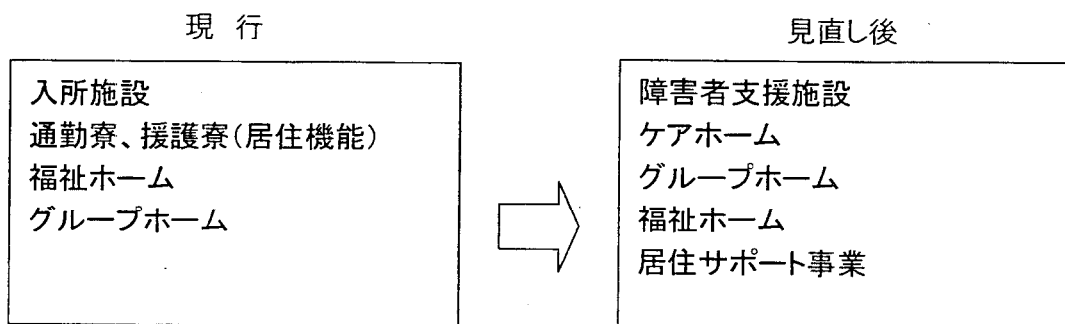 現 行
入所施設
通勤寮、援護寮(居住機能)
福祉ホーム
グループホーム
見直し後
障害者支援施設
ケアホーム
グループホーム
福祉ホーム
居住サポート事業